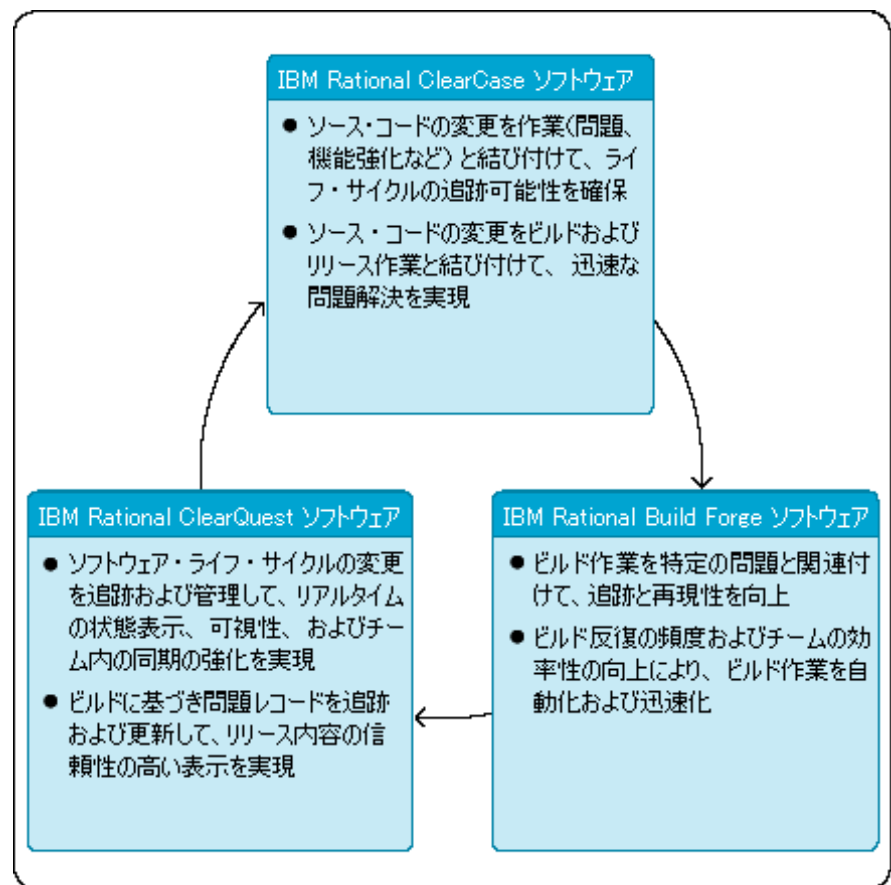 IBM Rational ClearCase ソフトウェア
● ソース・コードの変更を作業(問題、
機能強化など) と結び付けて、ライ
フ・サイクルの追跡可能性を確保
● ソース・コードの変更をビルドおよび
リリース作業と結び付けて、迅速な
問題解決を実現
IBM Rational ClearQuest ソフトウェア
● ソフトウェア・ライフ・サイクルの変更
を追跡および管理して、リアルタイム
の状態表示、可視性、およびチー
ム内の同期の強化を実現
● ビルドに基づき問題レコードを追跡
および更新して、リリース内容の信
頼性の高い表示を実現
IBM Rational Build Forge ソフトウェア
● ビルド作業を特定の問題と関連付
けて、追跡と再現性を向上
● ビルド反復の頻度およびチームの効
率性の向上により、ビルド作業を自
動化および迅速化